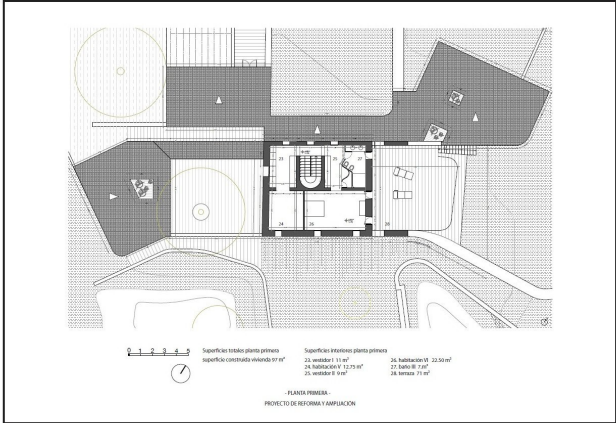 23
25
27
24
26
28
0 1 2 3 4 5
Superficies totales planta primera
superficie construida vivienda 97 m²
Superficies interiores planta primera
23. vestidor I 11 m²
24. habitación V 12.75 m²
25. vestidor II 9 m²
26. habitación VI 22.50 m²
27. baño III 7 m²
28. terraza 71 m²
- PLANTA PRIMERA -
PROYECTO DE REFORMA Y AMPLIACIÓN